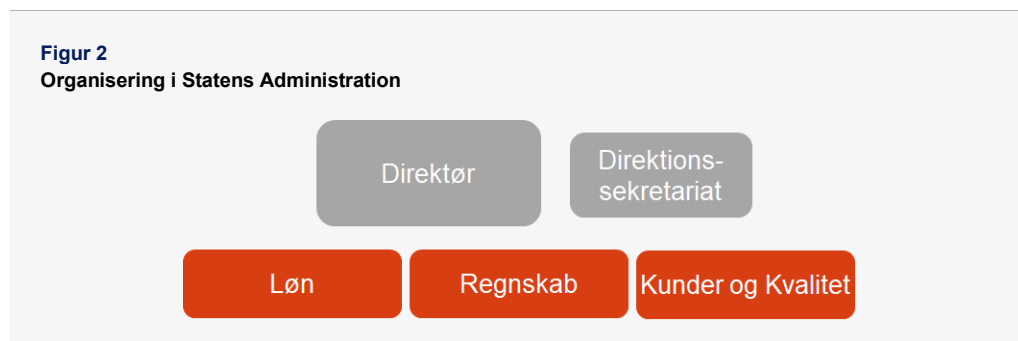 Figur 2
Organisering i Statens Administration
Direktør
Direktions-
sekretariat
Løn
Regnskab
Kunder og Kvalitet